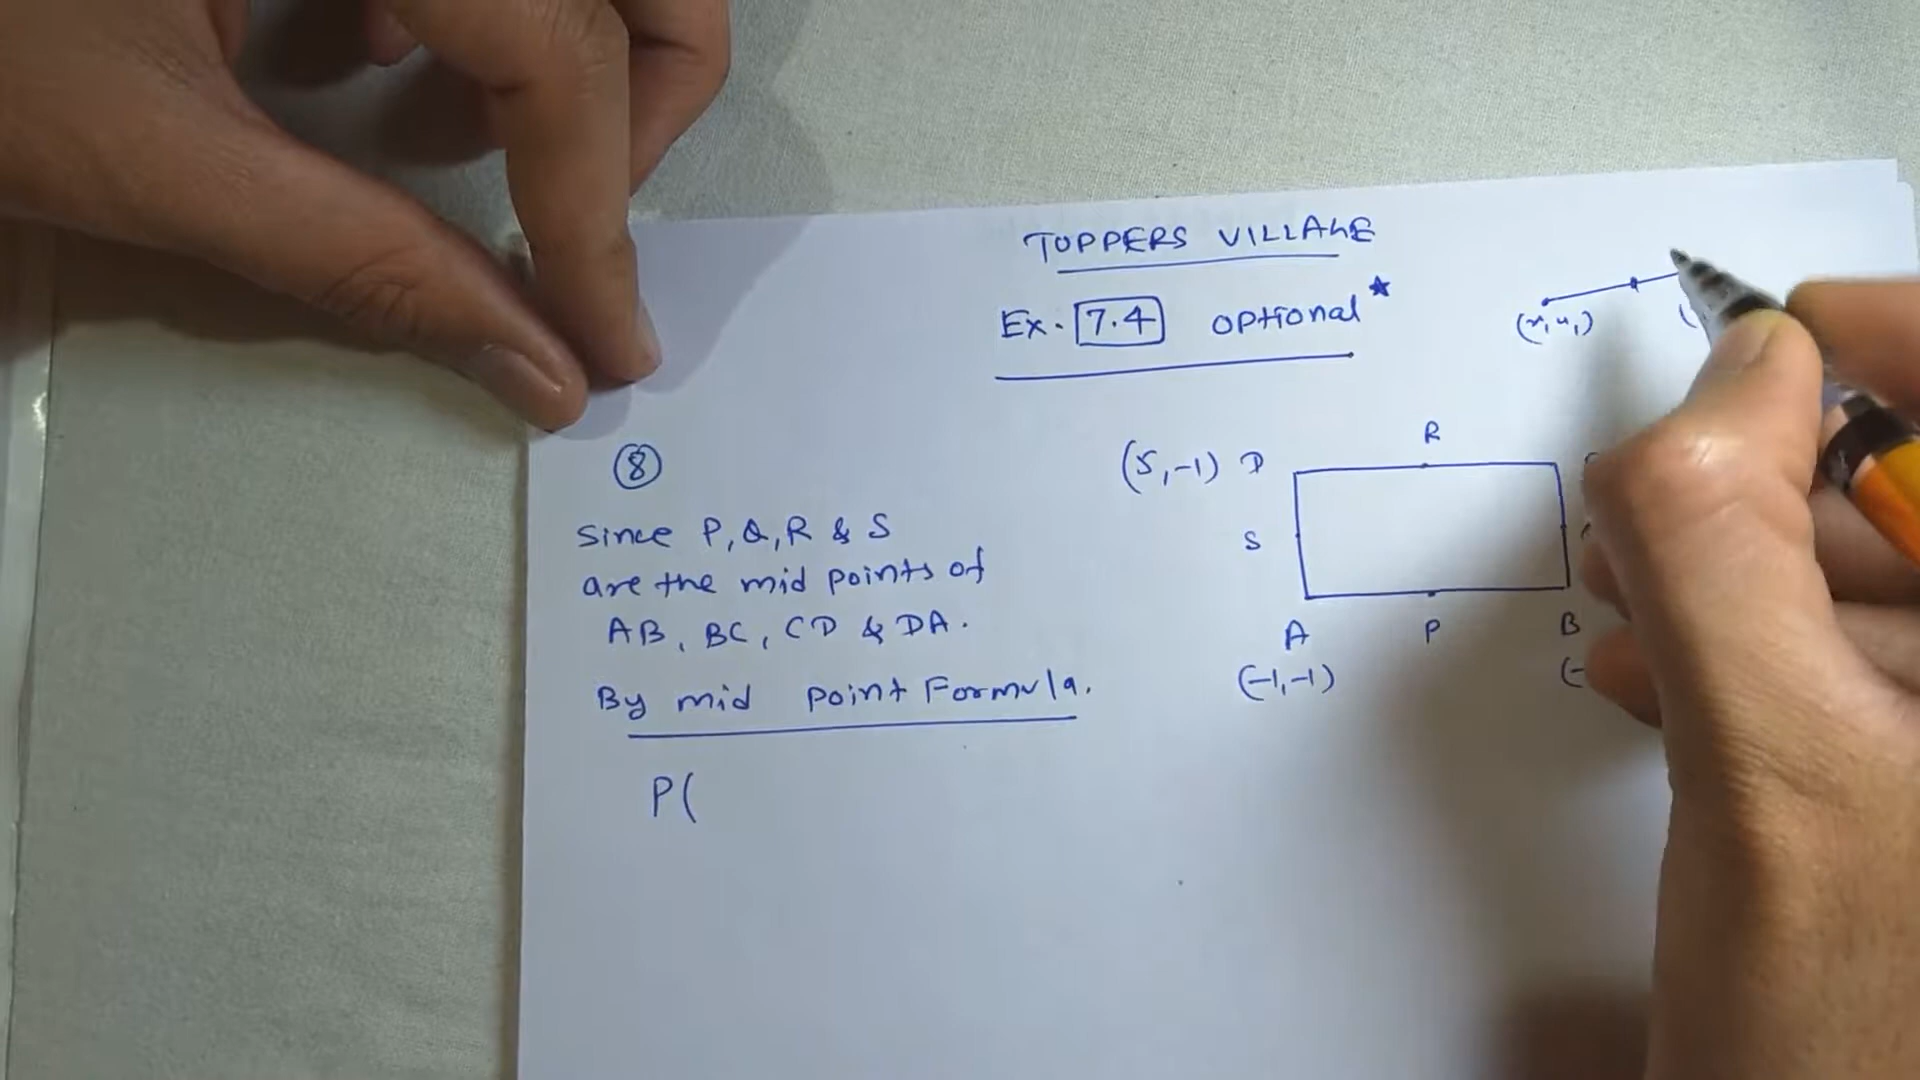 TOPPERS VILLAGE
Ex. 7.4 optional*
(x₁,y₁) (
8
Since P, Q, R & S
are the mid points of
AB, BC, CD & DA.
By mid point Formula.
P(
R
(5,-1) D
S
A P B
(-1,-1) (-